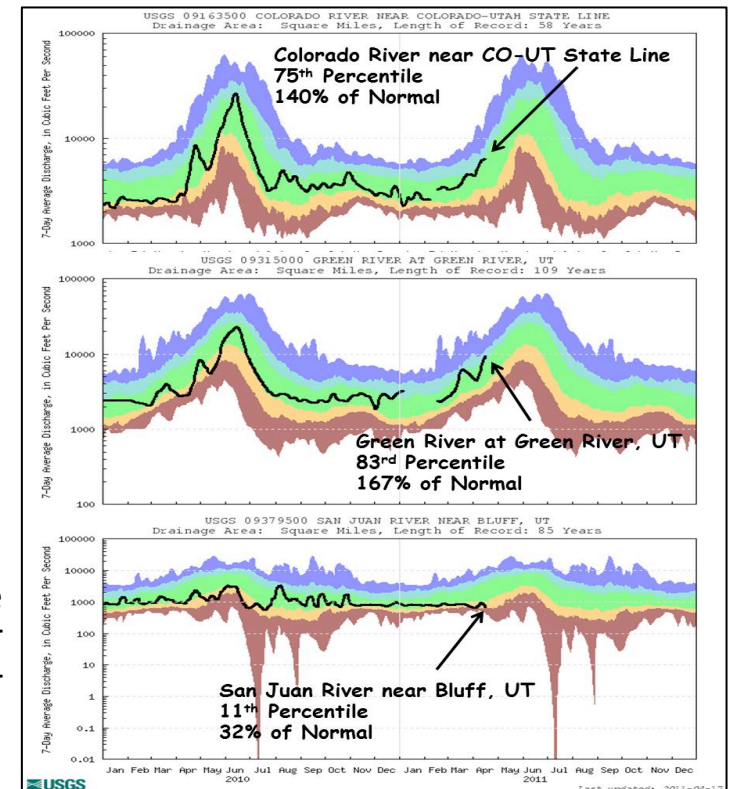 USGS 09163500 COLORADO RIVER NEAR COLORADO-UTAH STATE LINE
Drainage Area: Square Miles, Length of Record: 58 Years
100000
10000
1000
7-Day Average Discharge, in Cubic Feet Per Second
Colorado River near CO-UT State Line
75th Percentile
140% of Normal
USGS 09315000 GREEN RIVER AT GREEN RIVER, UT
Drainage Area: Square Miles, Length of Record: 109 Years
100000
10000
1000
100
7-Day Average Discharge, in Cubic Feet Per Second
Green River at Green River, UT
83rd Percentile
167% of Normal
USGS 09379500 SAN JUAN RIVER NEAR BLUFF, UT
Drainage Area: Square Miles, Length of Record: 85 Years
100000
10000
1000
100
10
1
0.1
0.01
7-Day Average Discharge, in Cubic Feet Per Second
San Juan River near Bluff, UT
11th Percentile
32% of Normal
Jan Feb Mar Apr May Jun Jul Aug Sep Oct Nov Dec Jan Feb Mar Apr May Jun Jul Aug Sep Oct Nov Dec
2010 2011
USGS
Last updated: 2011-04-17